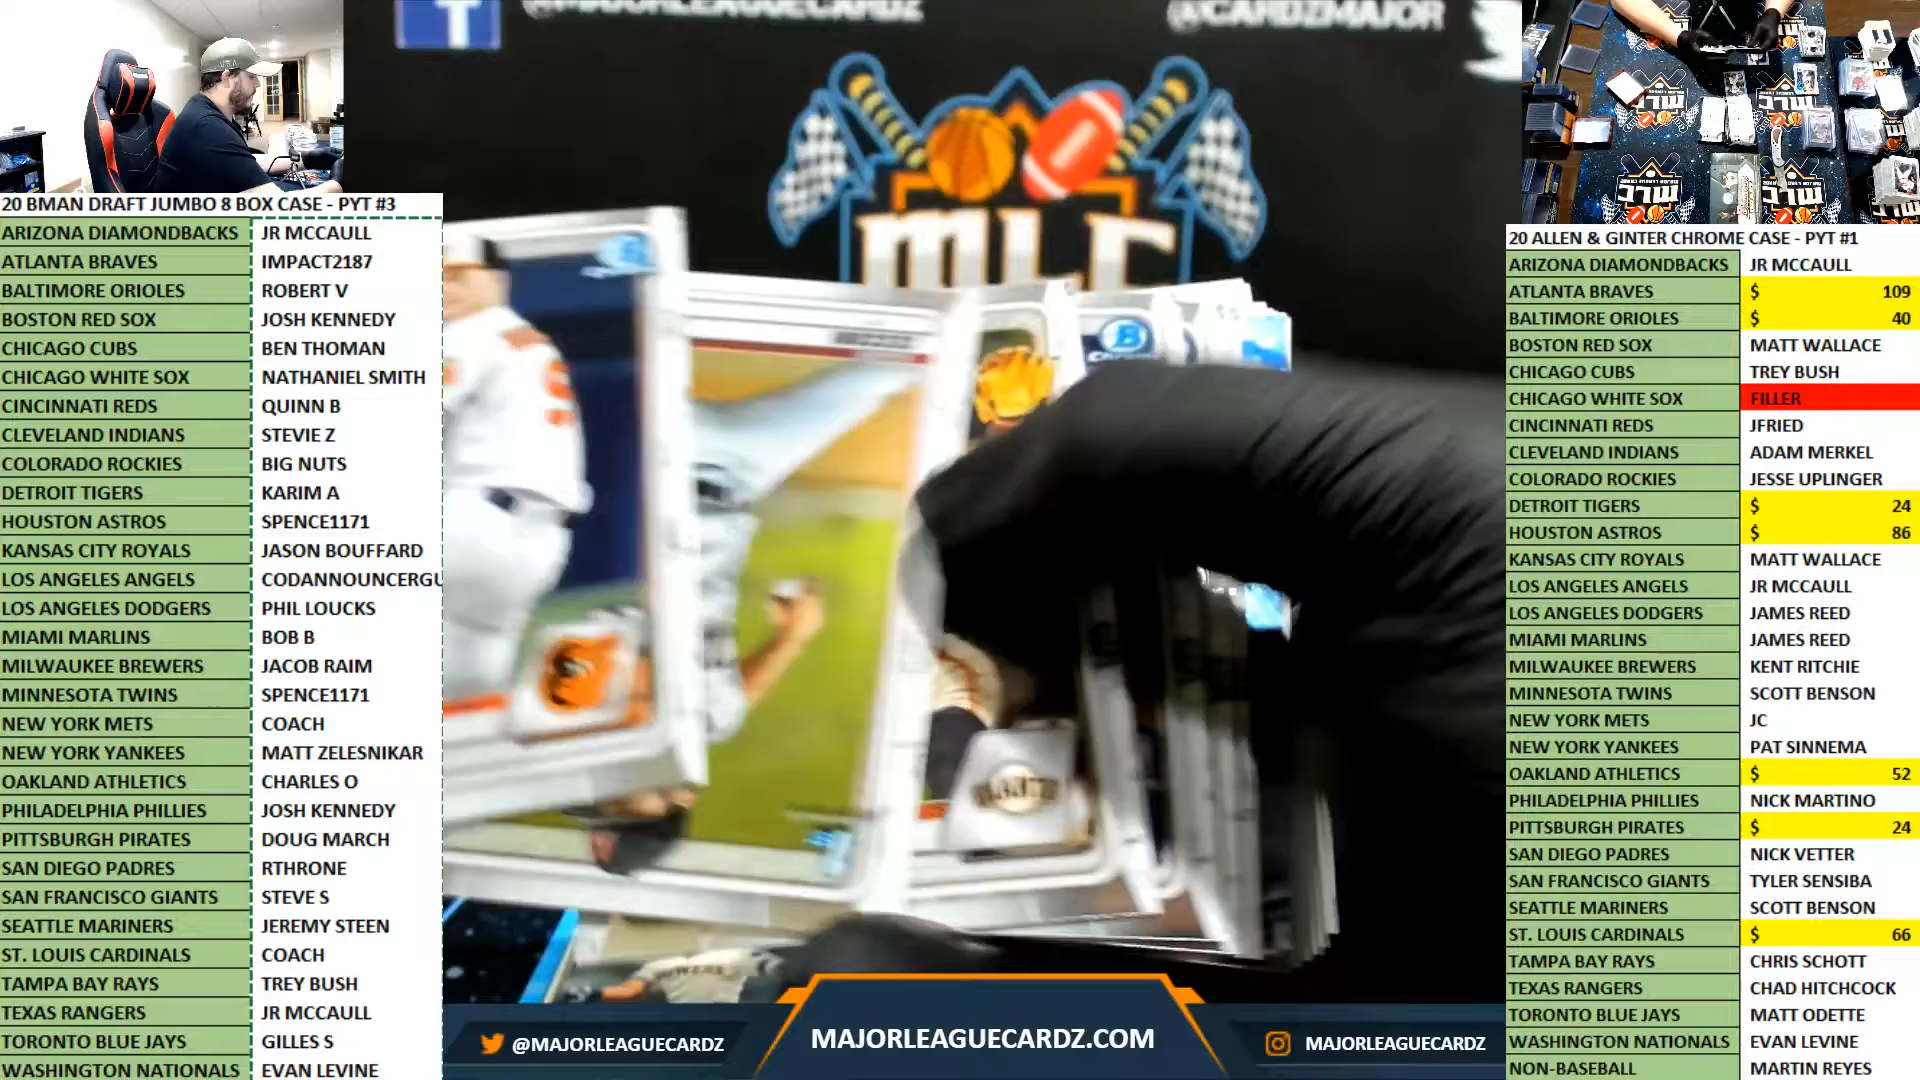 @MAJORLEAGUECARDZ
@CARDZMAJOR
MLC
20 BMAN DRAFT JUMBO 8 BOX CASE - PYT #3
ARIZONA DIAMONDBACKS JR MCCAULL
ATLANTA BRAVES IMPACT2187
BALTIMORE ORIOLES ROBERT V
BOSTON RED SOX JOSH KENNEDY
CHICAGO CUBS BEN THOMAN
CHICAGO WHITE SOX NATHANIEL SMITH
CINCINNATI REDS QUINN B
CLEVELAND INDIANS STEVIE Z
COLORADO ROCKIES BIG NUTS
DETROIT TIGERS KARIM A
HOUSTON ASTROS SPENCE1171
KANSAS CITY ROYALS JASON BOUFFARD
LOS ANGELES ANGELS CODANNOUNCERGU
LOS ANGELES DODGERS PHIL LOUCKS
MIAMI MARLINS BOB B
MILWAUKEE BREWERS JACOB RAIM
MINNESOTA TWINS SPENCE1171
NEW YORK METS COACH
NEW YORK YANKEES MATT ZELESNIKAR
OAKLAND ATHLETICS CHARLES O
PHILADELPHIA PHILLIES JOSH KENNEDY
PITTSBURGH PIRATES DOUG MARCH
SAN DIEGO PADRES RTHRONE
SAN FRANCISCO GIANTS STEVE S
SEATTLE MARINERS JEREMY STEEN
ST. LOUIS CARDINALS COACH
TAMPA BAY RAYS TREY BUSH
TEXAS RANGERS JR MCCAULL
TORONTO BLUE JAYS GILLES S
WASHINGTON NATIONALS EVAN LEVINE
GIANTS
@MAJORLEAGUECARDZ
MAJORLEAGUECARDZ.COM
MAJORLEAGUECARDZ
20 ALLEN & GINTER CHROME CASE - PYT #1
ARIZONA DIAMONDBACKS JR MCCAULL
ATLANTA BRAVES $ 109
BALTIMORE ORIOLES $ 40
BOSTON RED SOX MATT WALLACE
CHICAGO CUBS TREY BUSH
CHICAGO WHITE SOX FILLER
CINCINNATI REDS JFRIED
CLEVELAND INDIANS ADAM MERKEL
COLORADO ROCKIES JESSE UPLINGER
DETROIT TIGERS $ 24
HOUSTON ASTROS $ 86
KANSAS CITY ROYALS MATT WALLACE
LOS ANGELES ANGELS JR MCCAULL
LOS ANGELES DODGERS JAMES REED
MIAMI MARLINS JAMES REED
MILWAUKEE BREWERS KENT RITCHIE
MINNESOTA TWINS SCOTT BENSON
NEW YORK METS JC
NEW YORK YANKEES PAT SINNEMA
OAKLAND ATHLETICS $ 52
PHILADELPHIA PHILLIES NICK MARTINO
PITTSBURGH PIRATES $ 24
SAN DIEGO PADRES NICK VETTER
SAN FRANCISCO GIANTS TYLER SENSIBA
SEATTLE MARINERS SCOTT BENSON
ST. LOUIS CARDINALS $ 66
TAMPA BAY RAYS CHRIS SCHOTT
TEXAS RANGERS CHAD HITCHCOCK
TORONTO BLUE JAYS MATT ODETTE
WASHINGTON NATIONALS EVAN LEVINE
NON-BASEBALL MARTIN REYES